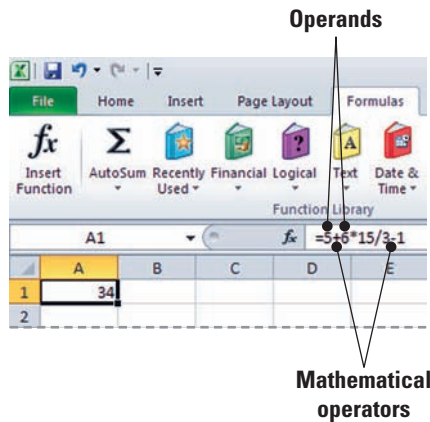 Operands
File Home Insert Page Layout Formulas
fx Σ ? A
Insert Function AutoSum Recently Used Financial Logical Text Date & Time
Function Library
A1 fx =5+6*15/3-1
A B C D E
1 34
2
Mathematical
operators